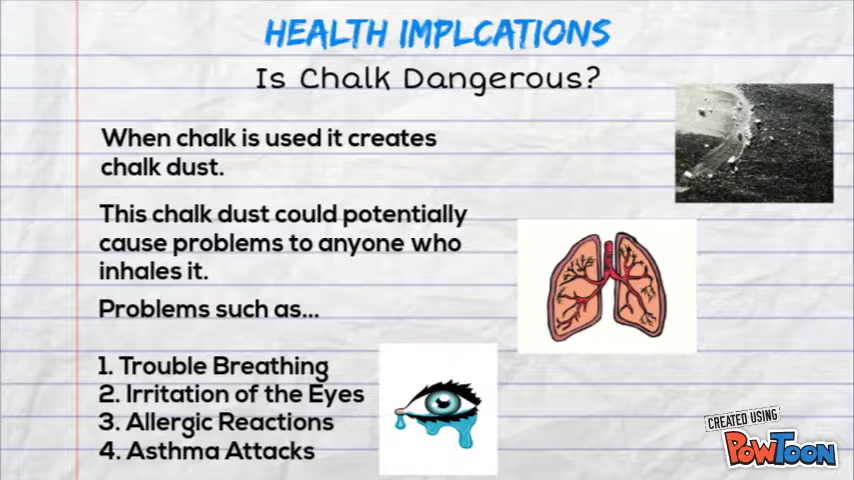 HEALTH IMPLCATIONS
Is Chalk Dangerous?
When chalk is used it creates
chalk dust.
This chalk dust could potentially
cause problems to anyone who
inhales it.
Problems such as...
1. Trouble Breathing
2. Irritation of the Eyes
3. Allergic Reactions
4. Asthma Attacks
CREATED USING
POWTOON